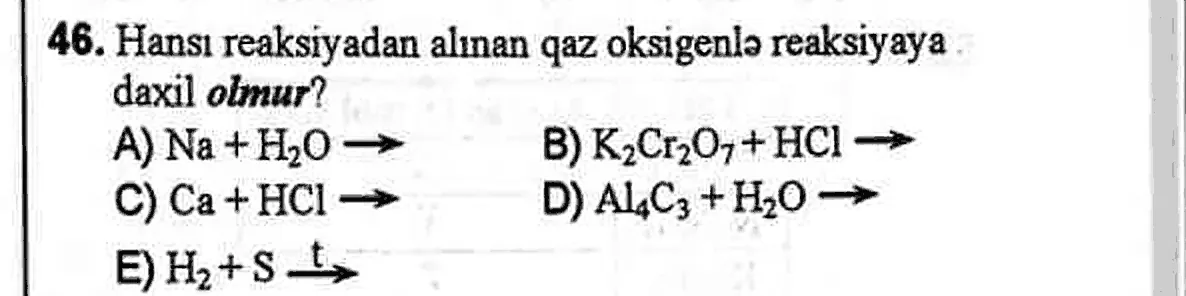 46. Hansı reaksiyadan alınan qaz oksigenlə reaksiyaya
daxil olmur?
A) Na + H₂O → B) K₂Cr₂O₇ + HCl →
C) Ca + HCl → D) Al₄C₃ + H₂O →
E) H₂ + S t→